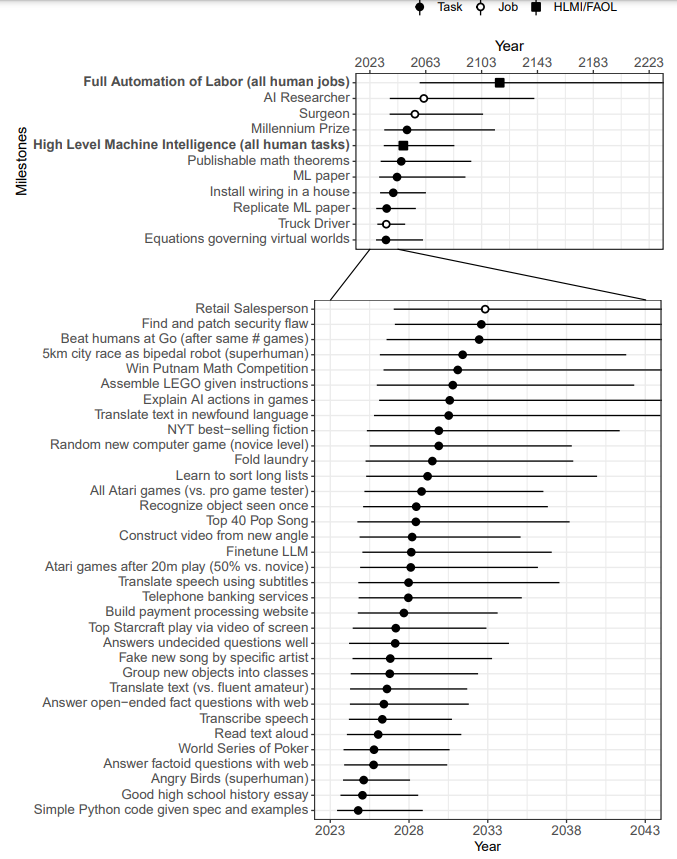 Task Job HLMI/FAOL
Year
2023 2063 2103 2143 2183 2223
Milestones
Full Automation of Labor (all human jobs)
AI Researcher
Surgeon
Millennium Prize
High Level Machine Intelligence (all human tasks)
Publishable math theorems
ML paper
Install wiring in a house
Replicate ML paper
Truck Driver
Equations governing virtual worlds
Retail Salesperson
Find and patch security flaw
Beat humans at Go (after same # games)
5km city race as bipedal robot (superhuman)
Win Putnam Math Competition
Assemble LEGO given instructions
Explain AI actions in games
Translate text in newfound language
NYT best−selling fiction
Random new computer game (novice level)
Fold laundry
Learn to sort long lists
All Atari games (vs. pro game tester)
Recognize object seen once
Top 40 Pop Song
Construct video from new angle
Finetune LLM
Atari games after 20m play (50% vs. novice)
Translate speech using subtitles
Telephone banking services
Build payment processing website
Top Starcraft play via video of screen
Answers undecided questions well
Fake new song by specific artist
Group new objects into classes
Translate text (vs. fluent amateur)
Answer open−ended fact questions with web
Transcribe speech
Read text aloud
World Series of Poker
Answer factoid questions with web
Angry Birds (superhuman)
Good high school history essay
Simple Python code given spec and examples
2023 2028 2033 2038 2043
Year